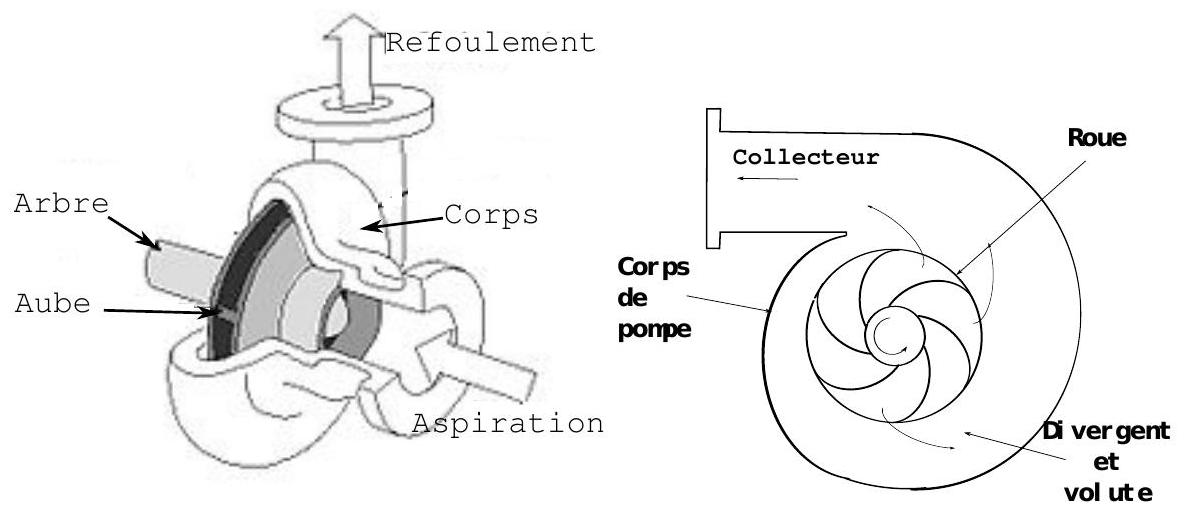 Refoulement
Arbre
Corps
Aube
Aspiration
Collecteur
Roue
Corps
de
pompe
Divergent
et
volute